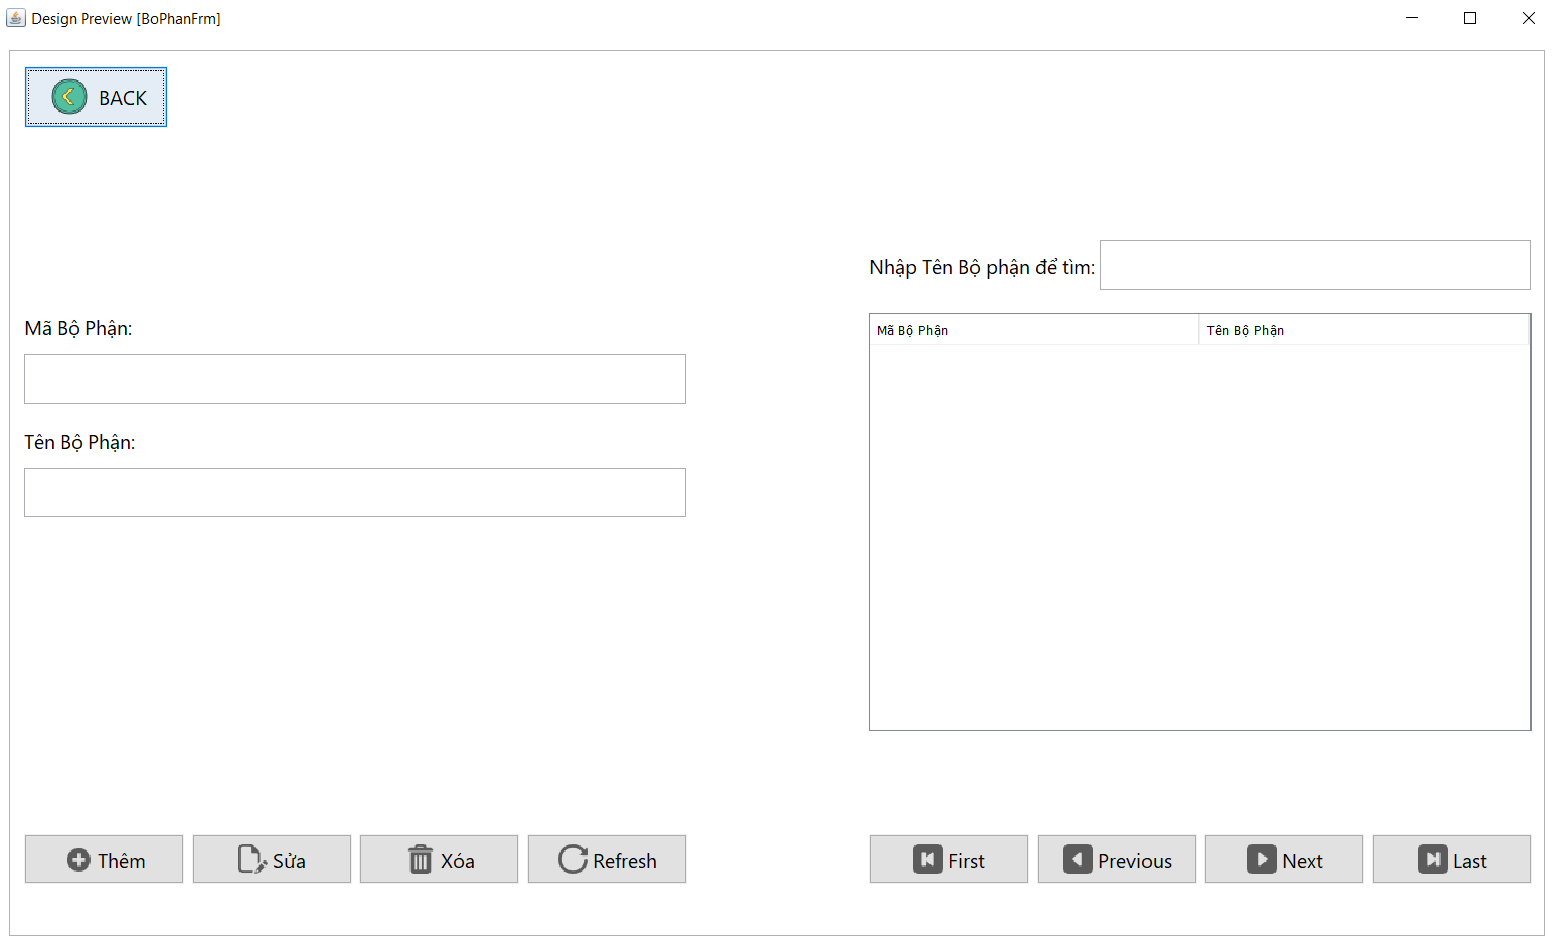 Design Preview [BoPhanFrm]
BACK
Nhập Tên Bộ phận để tìm:
Mã Bộ Phận:
Tên Bộ Phận:
Mã Bộ Phận Tên Bộ Phận
Thêm Sửa Xóa Refresh First Previous Next Last